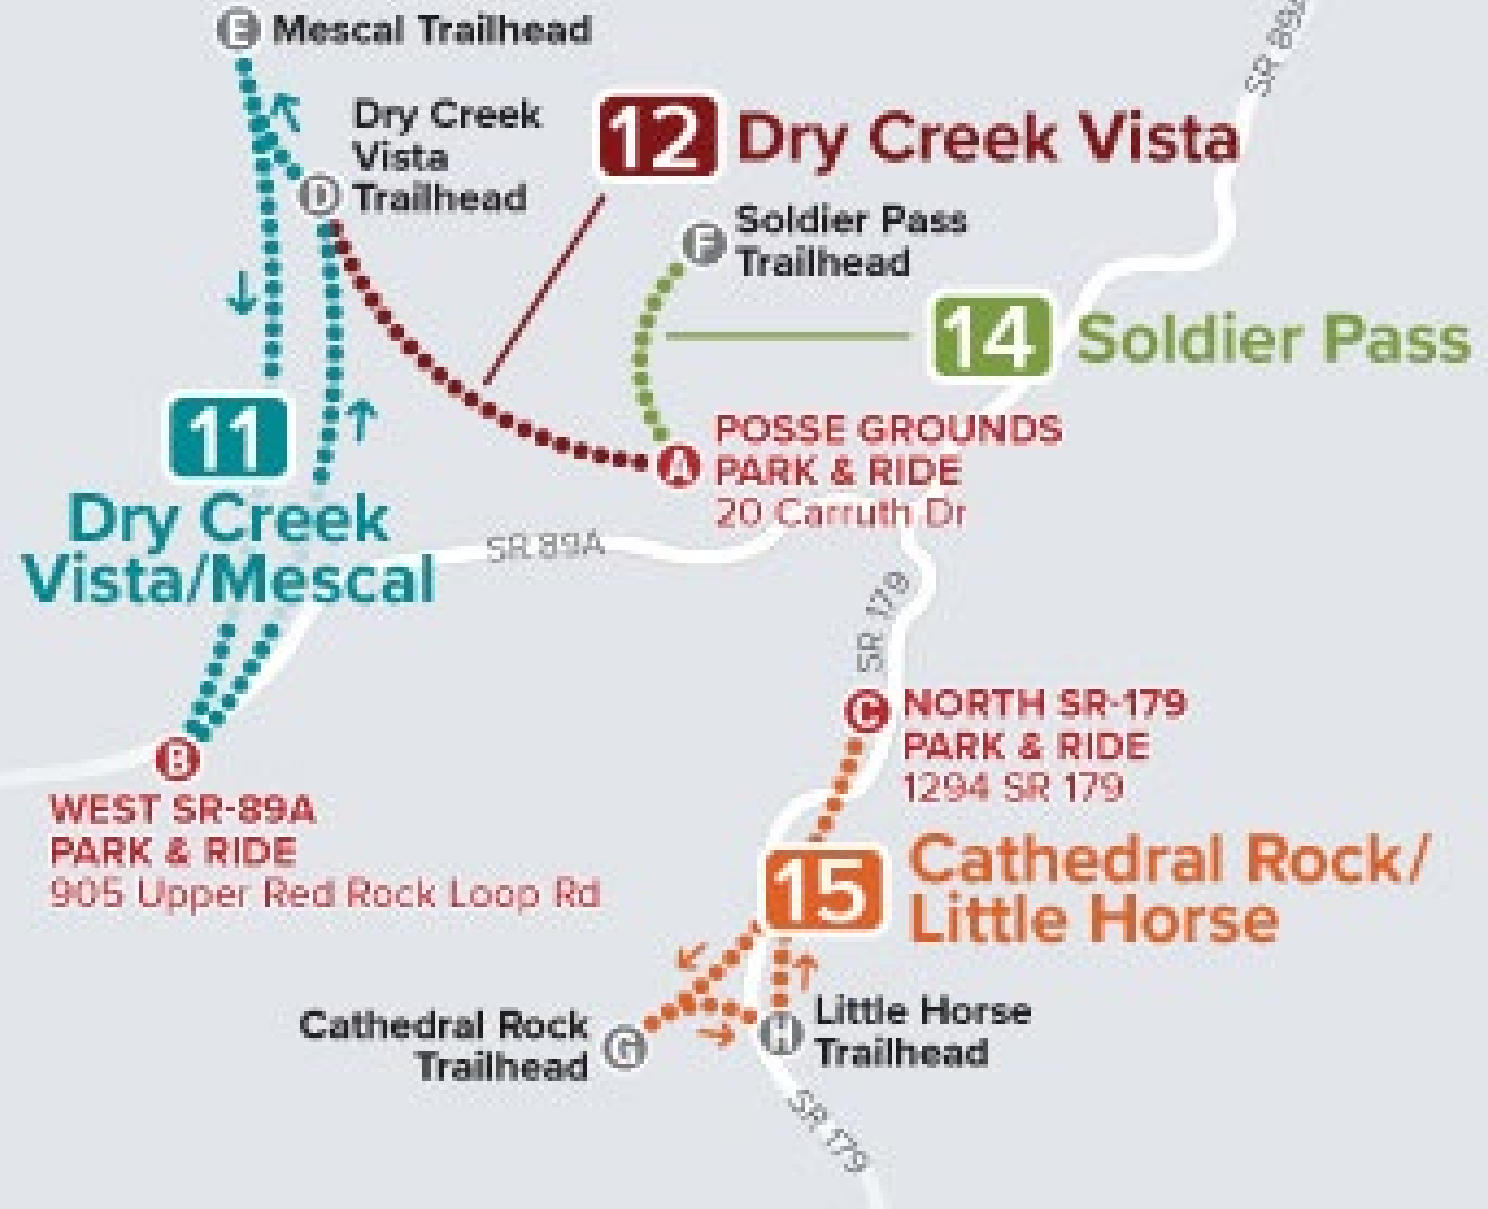 E Mescal Trailhead
SR 89A
Dry Creek
Vista
Trailhead
D
12 Dry Creek Vista
F
Soldier Pass
Trailhead
14 Soldier Pass
11
Dry Creek
Vista/Mescal
A
POSSE GROUNDS
PARK & RIDE
20 Carruth Dr
SR 89A
SR 179
B
WEST SR-89A
PARK & RIDE
905 Upper Red Rock Loop Rd
C
NORTH SR-179
PARK & RIDE
1294 SR 179
15
Cathedral Rock/
Little Horse
Cathedral Rock
Trailhead
G
H
Little Horse
Trailhead
SR 179